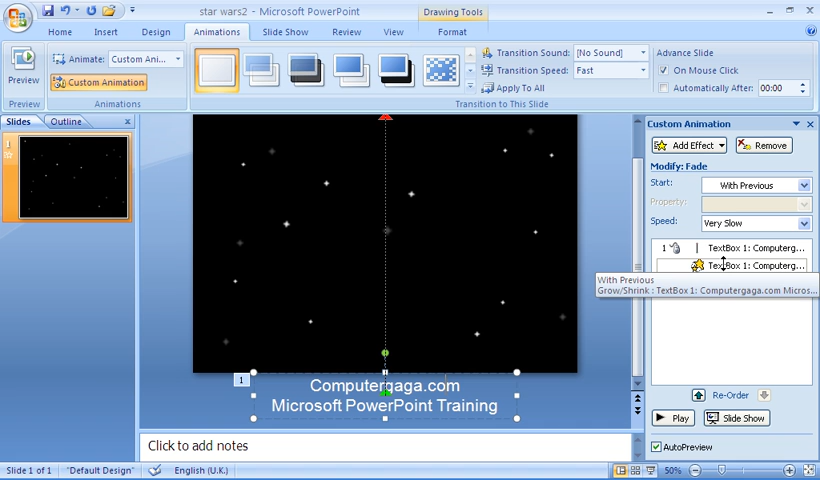 star wars2 - Microsoft PowerPoint
Drawing Tools
Home Insert Design Animations Slide Show Review View Format
Preview
Animate: Custom Ani...
Custom Animation
Transition Sound: [No Sound]
Transition Speed: Fast
Apply To All
Advance Slide
On Mouse Click
Automatically After: 00:00
Preview Animations Transition to This Slide
Slides Outline
1
Custom Animation
Add Effect Remove
Modify: Fade
Start: With Previous
Property:
Speed: Very Slow
1 TextBox 1: Computerg...
TextBox 1: Computerg...
With Previous
Grow/Shrink : TextBox 1: Computergaga.com Micros...
1
Computergaga.com
Microsoft PowerPoint Training
Re-Order
Play Slide Show
AutoPreview
Click to add notes
Slide 1 of 1 "Default Design" English (U.K.) 50%